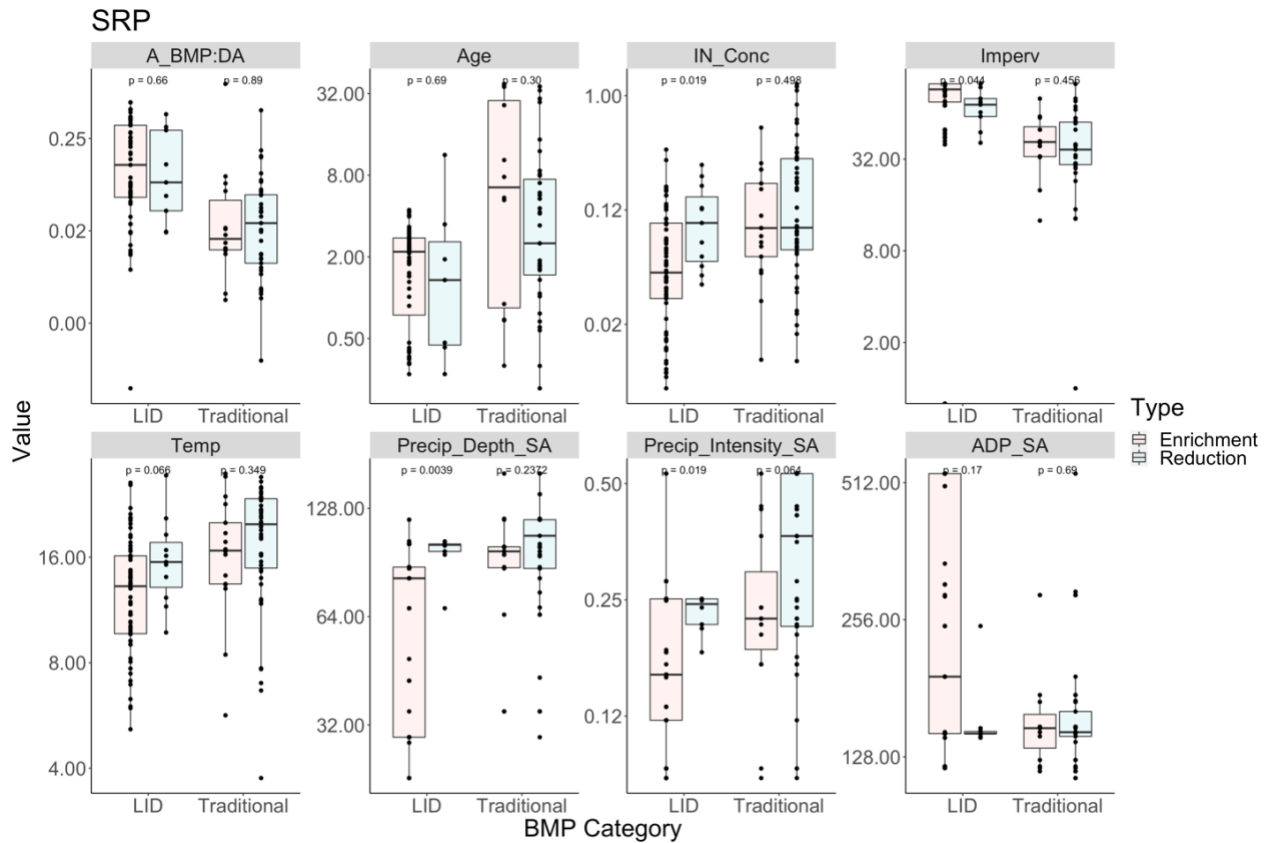 SRP
A_BMP:DA Age IN_Conc Imperv
p = 0.66 p = 0.89 p = 0.69 p = 0.30 p = 0.019 p = 0.498 p = 0.044 p = 0.456
0.25
0.02
0.00
32.00
8.00
2.00
0.50
1.00
0.12
0.02
32.00
8.00
2.00
LID Traditional LID Traditional LID Traditional LID Traditional
Value
Temp Precip_Depth_SA Precip_Intensity_SA ADP_SA
p = 0.066 p = 0.349 p = 0.0039 p = 0.2372 p = 0.019 p = 0.064 p = 0.17 p = 0.69
16.00
8.00
4.00
128.00
64.00
32.00
0.50
0.25
0.12
512.00
256.00
128.00
LID Traditional LID Traditional LID Traditional LID Traditional
BMP Category
Type
Enrichment
Reduction